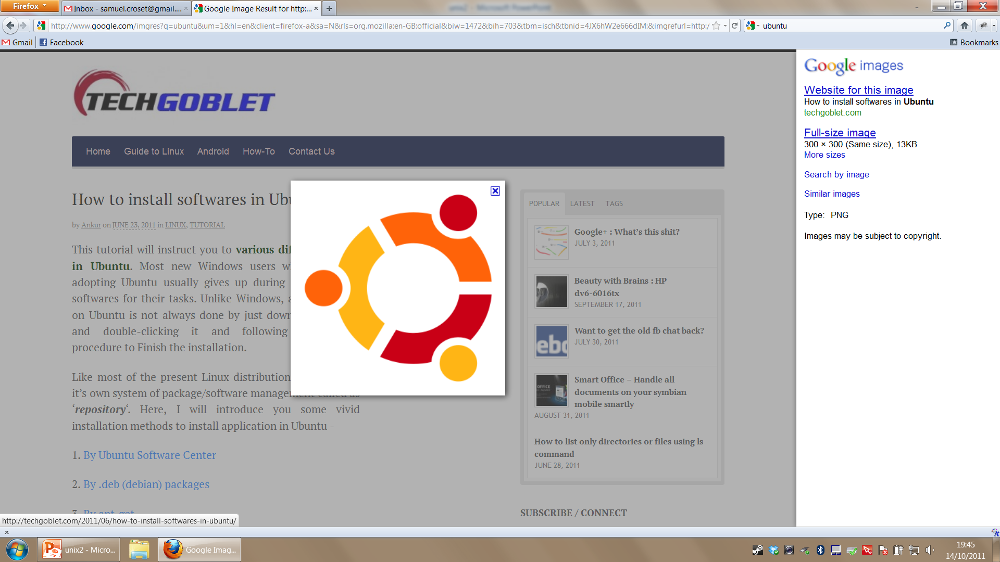 Firefox
Inbox - samuel.croset@gmail....
Google Image Result for http:...
unix2 - Microsoft PowerPoint
http://www.google.com/imgres?q=ubuntu&um=1&hl=en&client=firefox-a&sa=N&rls=org.mozilla:en-GB:official&biw=1472&bih=703&tbm=isch&tbnid=4JX6hW2e666dIM:&imgrefurl=http:/
ubuntu
Gmail
Facebook
Bookmarks
TECHGOBLET
Home Guide to Linux Android How-To Contact Us
How to install softwares in Ubu
by Ankur on JUNE 23, 2011 in LINUX, TUTORIAL
This tutorial will instruct you to various dif
in Ubuntu. Most new Windows users w
adopting Ubuntu usually gives up during
softwares for their tasks. Unlike Windows, a
on Ubuntu is not always done by just down
and double-clicking it and following
procedure to Finish the installation.
Like most of the present Linux distribution
it’s own system of package/software management called as
‘repository‘. Here, I will introduce you some vivid
installation methods to install application in Ubuntu -
1. By Ubuntu Software Center
2. By .deb (debian) packages
3. By apt-get
http://techgoblet.com/2011/06/how-to-install-softwares-in-ubuntu/
POPULAR LATEST TAGS
Google+ : What’s this shit?
JULY 3, 2011
Beauty with Brains : HP
dv6-6016tx
SEPTEMBER 17, 2011
ebo
Want to get the old fb chat back?
JULY 30, 2011
OFFICE
Smart Office – Handle all
documents on your symbian
mobile smartly
AUGUST 31, 2011
How to list only directories or files using ls
command
JUNE 28, 2011
SUBSCRIBE / CONNECT
Google images
Website for this image
How to install softwares in Ubuntu
techgoblet.com
Full-size image
300 × 300 (Same size), 13KB
More sizes
Search by image
Similar images
Type: PNG
Images may be subject to copyright.
unix2 - Micro...
Google Imag...
19:45
14/10/2011